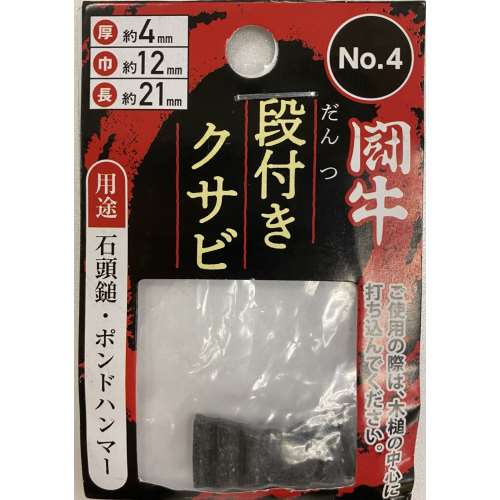 厚 約4mm
巾 約12mm
長 約21mm
No.4
闘牛
だんつ
段付き
クサビ
用途
石頭鎚・ポンドハンマー
ご使用の際は、木槌の中心に
打ち込んでください。